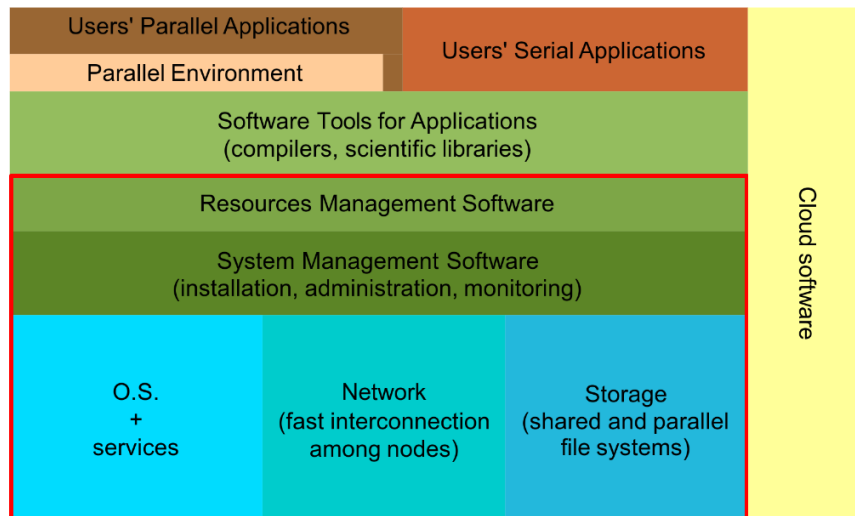 Users' Parallel Applications
Parallel Environment
Users' Serial Applications
Software Tools for Applications
(compilers, scientific libraries)
Resources Management Software
System Management Software
(installation, administration, monitoring)
O.S.
+
services
Network
(fast interconnection
among nodes)
Storage
(shared and parallel
file systems)
Cloud software